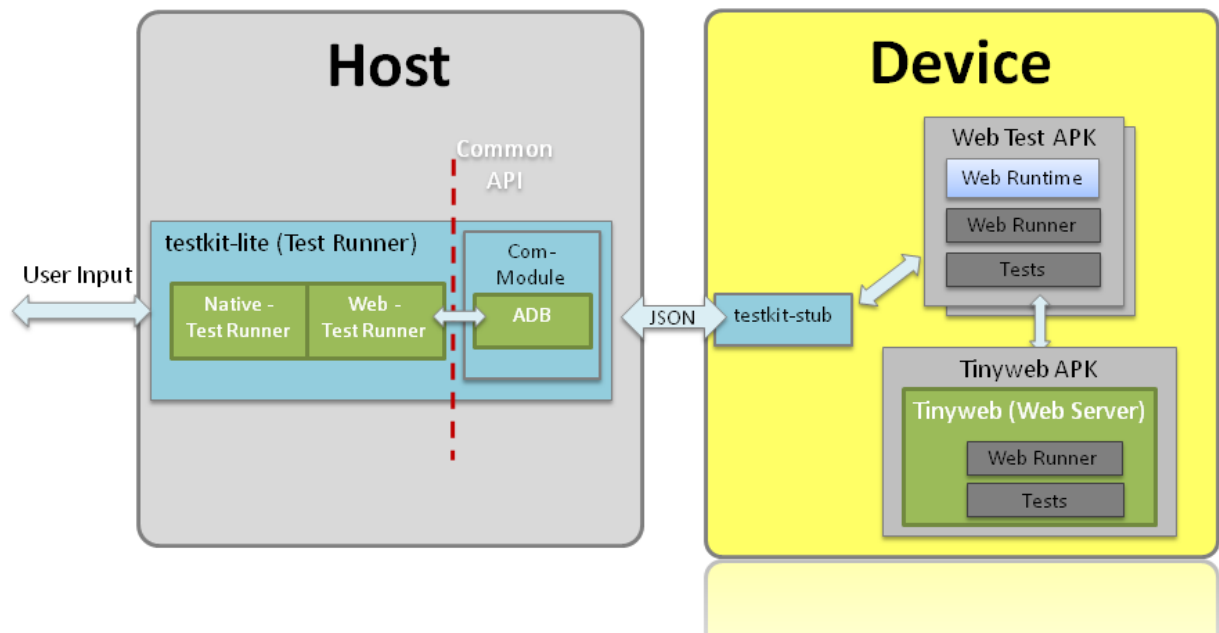 Host
Common
API
testkit-lite (Test Runner)
User Input
Native -
Test Runner
Web -
Test Runner
Com-
Module
ADB
JSON
Device
testkit-stub
Web Test APK
Web Runtime
Web Runner
Tests
Tinyweb APK
Tinyweb (Web Server)
Web Runner
Tests